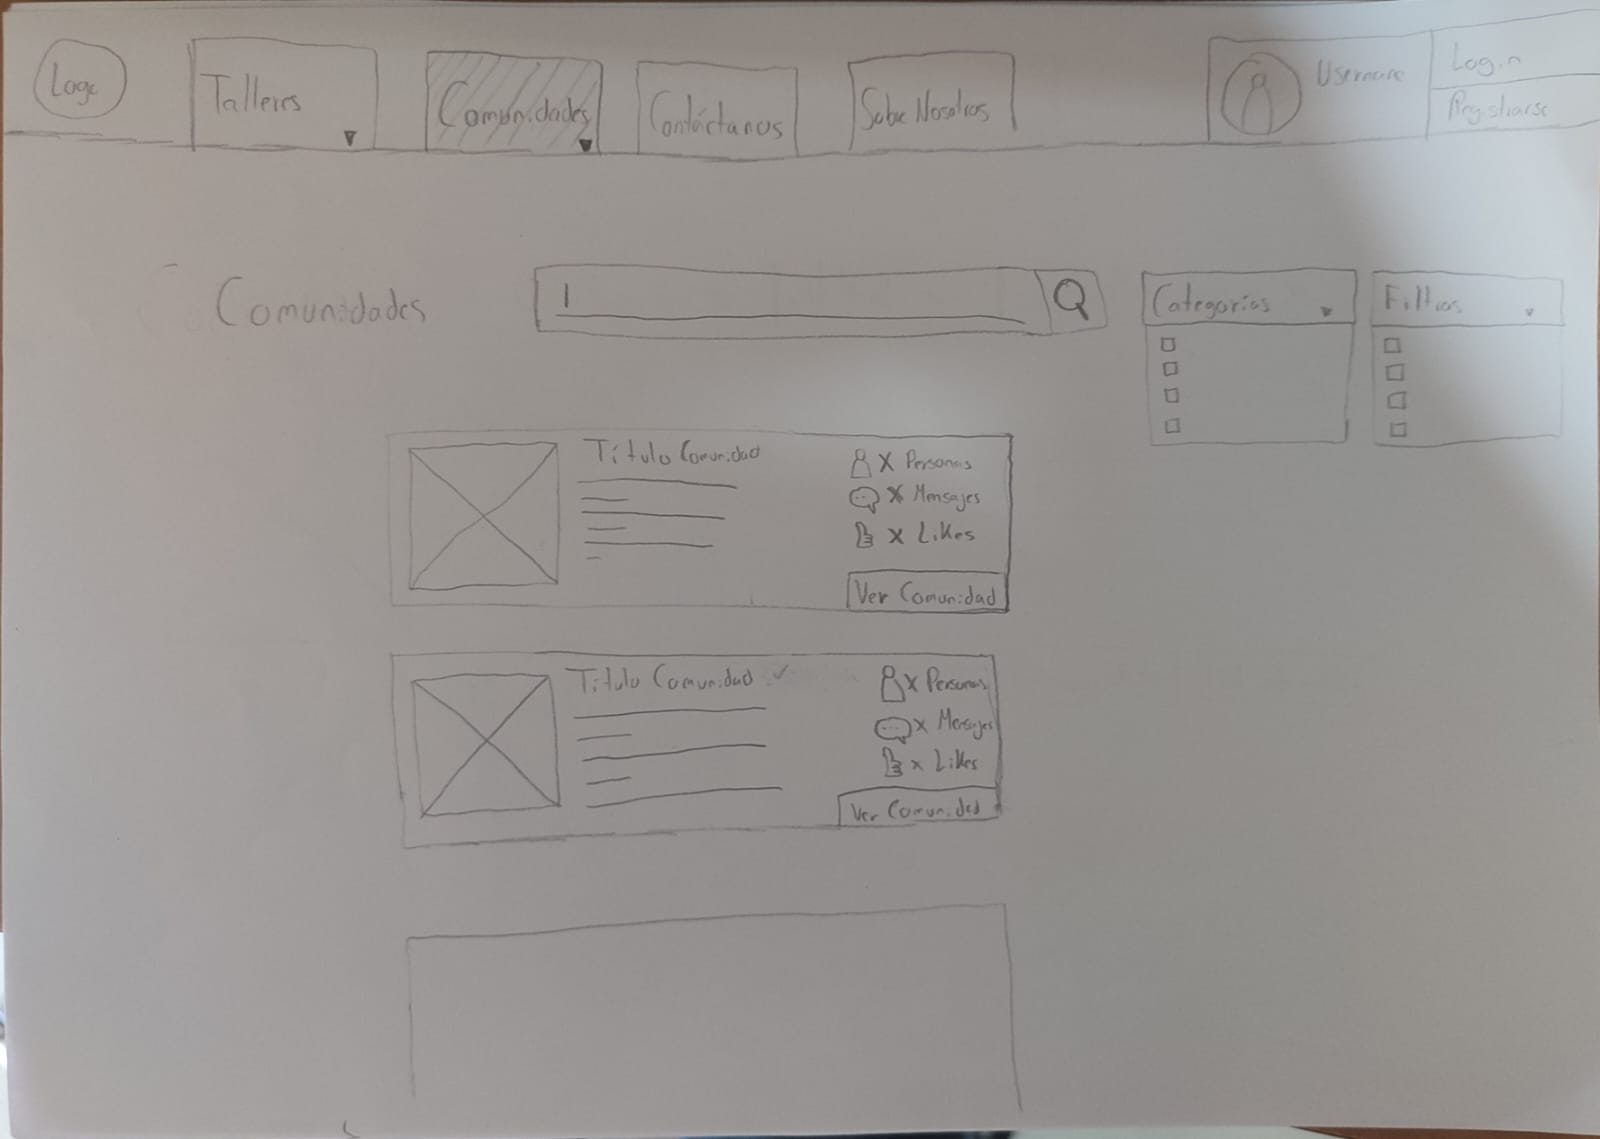 Logo
Talleres
Comunidades
Contáctanos
Sobre Nosotros
Username
Login
Registrarse
Comunidades
Categorias
Filtros
Título Comunidad
X Personas
X Mensajes
X Likes
Ver Comunidad
Título Comunidad
X Personas
X Mensajes
X Likes
Ver Comunidad